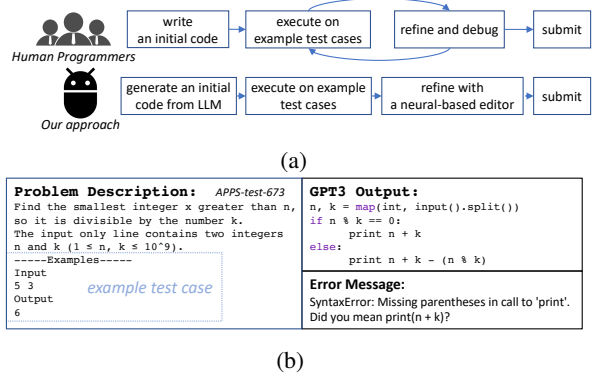 write
an initial code
execute on
example test cases
refine and debug
submit
Human Programmers
generate an initial
code from LLM
execute on example
test cases
refine with
a neural-based editor
submit
Our approach
(a)
Problem Description: APPS-test-673
Find the smallest integer x greater than n,
so it is divisible by the number k.
The input only line contains two integers
n and k (1 ≤ n, k ≤ 10^9).
-----Examples-----
Input
5 3
Output
6
example test case
GPT3 Output:
n, k = map(int, input().split())
if n % k == 0:
print n + k
else:
print n + k - (n % k)
Error Message:
SyntaxError: Missing parentheses in call to 'print'.
Did you mean print(n + k)?
(b)